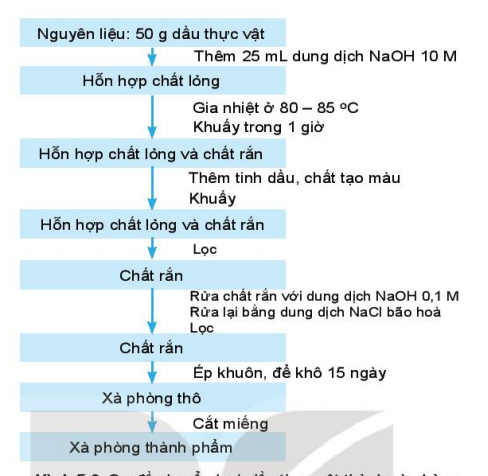 Nguyên liệu: 50 g dầu thực vật
Thêm 25 mL dung dịch NaOH 10 M
Hỗn hợp chất lỏng
Gia nhiệt ở 80 – 85 ºC
Khuấy trong 1 giờ
Hỗn hợp chất lỏng và chất rắn
Thêm tinh dầu, chất tạo màu
Khuấy
Hỗn hợp chất lỏng và chất rắn
Lọc
Chất rắn
Rửa chất rắn với dung dịch NaOH 0,1 M
Rửa lại bằng dung dịch NaCl bão hoà
Lọc
Chất rắn
Ép khuôn, để khô 15 ngày
Xà phòng thô
Cắt miếng
Xà phòng thành phẩm